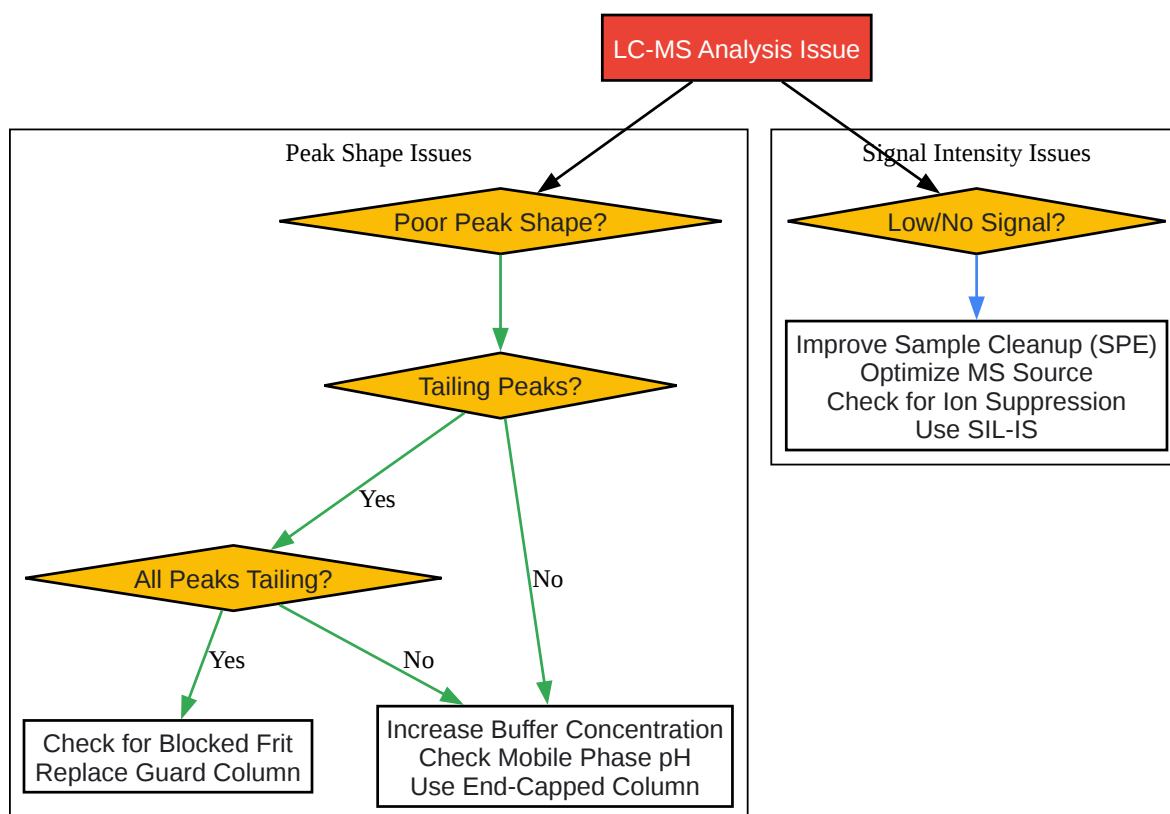 LC-MS Analysis Issue
Peak Shape Issues
Signal Intensity Issues
Poor Peak Shape?
Low/No Signal?
Improve Sample Cleanup (SPE)
Optimize MS Source
Check for Ion Suppression
Use SIL-IS
Tailing Peaks?
Yes
No
All Peaks Tailing?
Yes
No
Check for Blocked Frit
Replace Guard Column
Increase Buffer Concentration
Check Mobile Phase pH
Use End-Capped Column